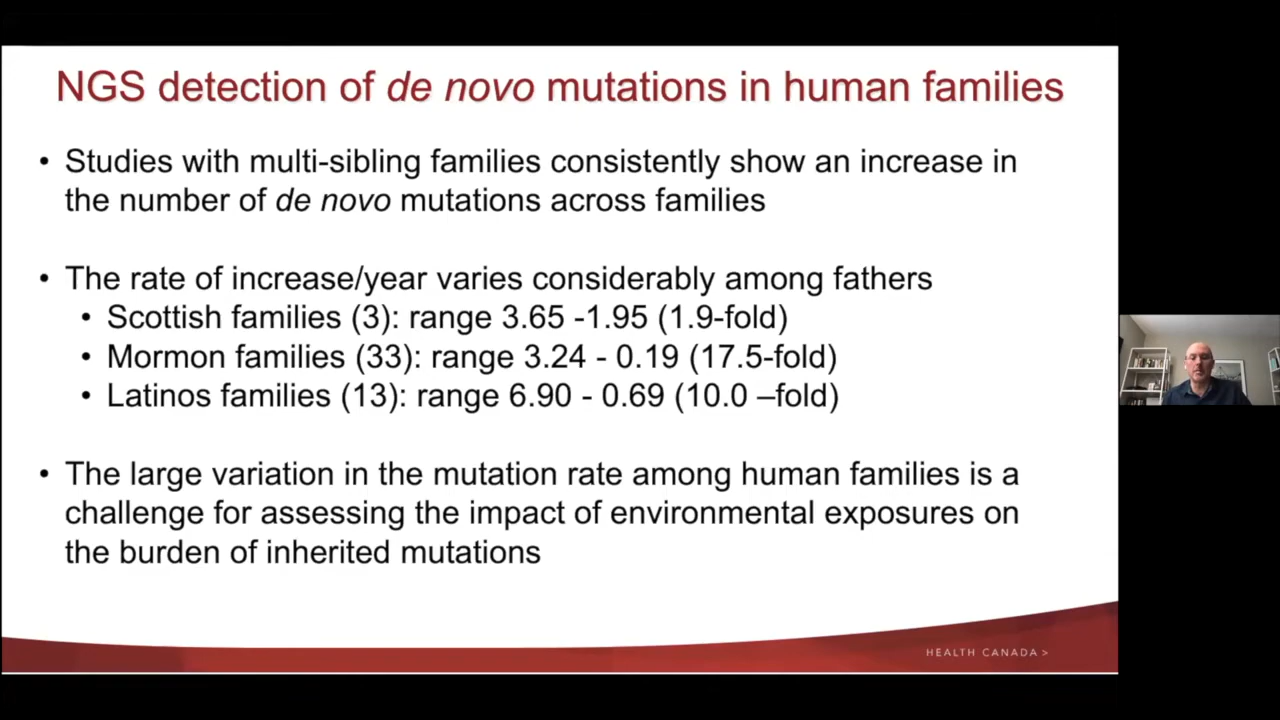 NGS detection of de novo mutations in human families
• Studies with multi-sibling families consistently show an increase in
the number of de novo mutations across families
• The rate of increase/year varies considerably among fathers
• Scottish families (3): range 3.65 -1.95 (1.9-fold)
• Mormon families (33): range 3.24 - 0.19 (17.5-fold)
• Latinos families (13): range 6.90 - 0.69 (10.0 –fold)
• The large variation in the mutation rate among human families is a
challenge for assessing the impact of environmental exposures on
the burden of inherited mutations
HEALTH CANADA >